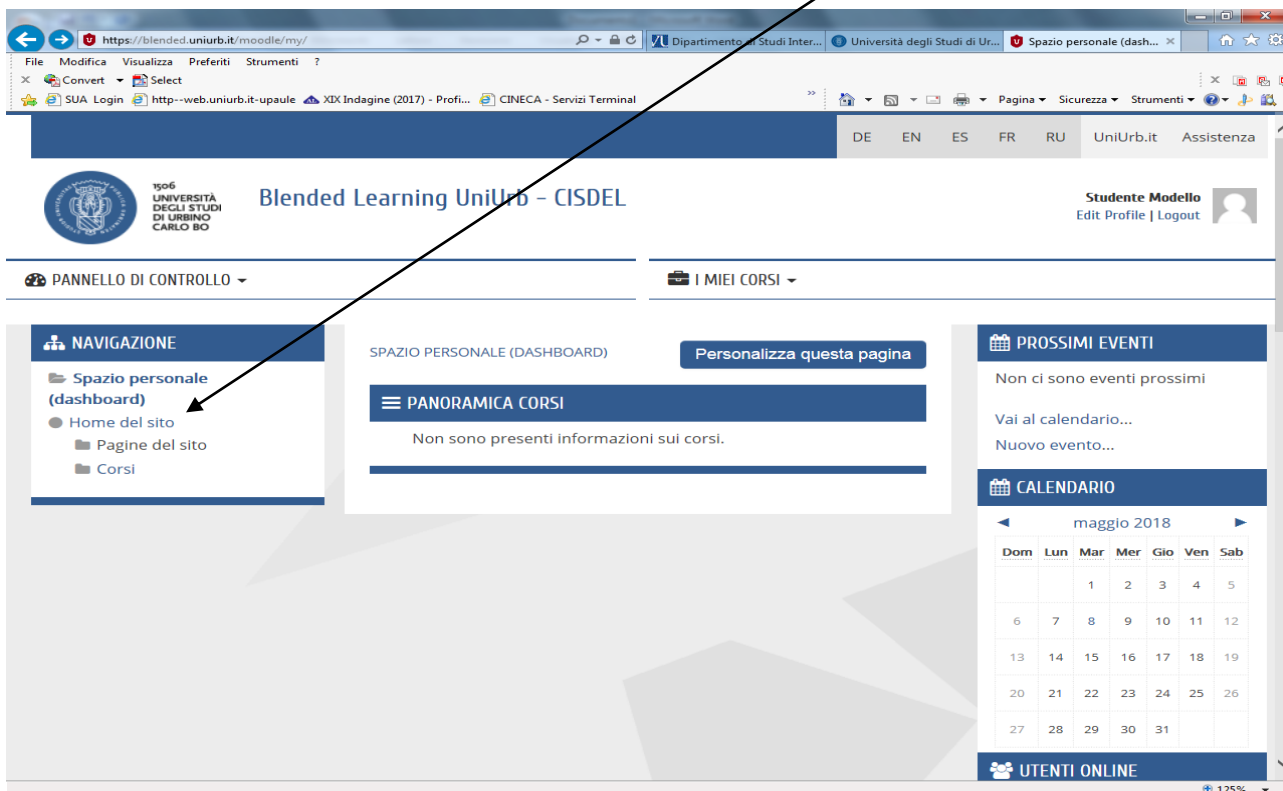 https://blended.uniurb.it/moodle/my/
Dipartimento di Studi Inter...
Università degli Studi di Ur...
Spazio personale (dash...
File Modifica Visualizza Preferiti Strumenti ?
Convert Select
SUA Login http--web.uniurb.it-upaule XIX Indagine (2017) - Profi... CINECA - Servizi Terminal
Pagina Sicurezza Strumenti
DE EN ES FR RU UniUrb.it Assistenza
1506
UNIVERSITÀ
DEGLI STUDI
DI URBINO
CARLO BO
Blended Learning UniUrb - CISDEL
Studente Modello
Edit Profile | Logout
PANNELLO DI CONTROLLO
I MIEI CORSI
NAVIGAZIONE
Spazio personale
(dashboard)
Home del sito
Pagine del sito
Corsi
SPAZIO PERSONALE (DASHBOARD)
Personalizza questa pagina
PANORAMICA CORSI
Non sono presenti informazioni sui corsi.
PROSSIMI EVENTI
Non ci sono eventi prossimi
Vai al calendario...
Nuovo evento...
CALENDARIO
maggio 2018
Dom Lun Mar Mer Gio Ven Sab
1 2 3 4 5
6 7 8 9 10 11 12
13 14 15 16 17 18 19
20 21 22 23 24 25 26
27 28 29 30 31
UTENTI ONLINE
125%